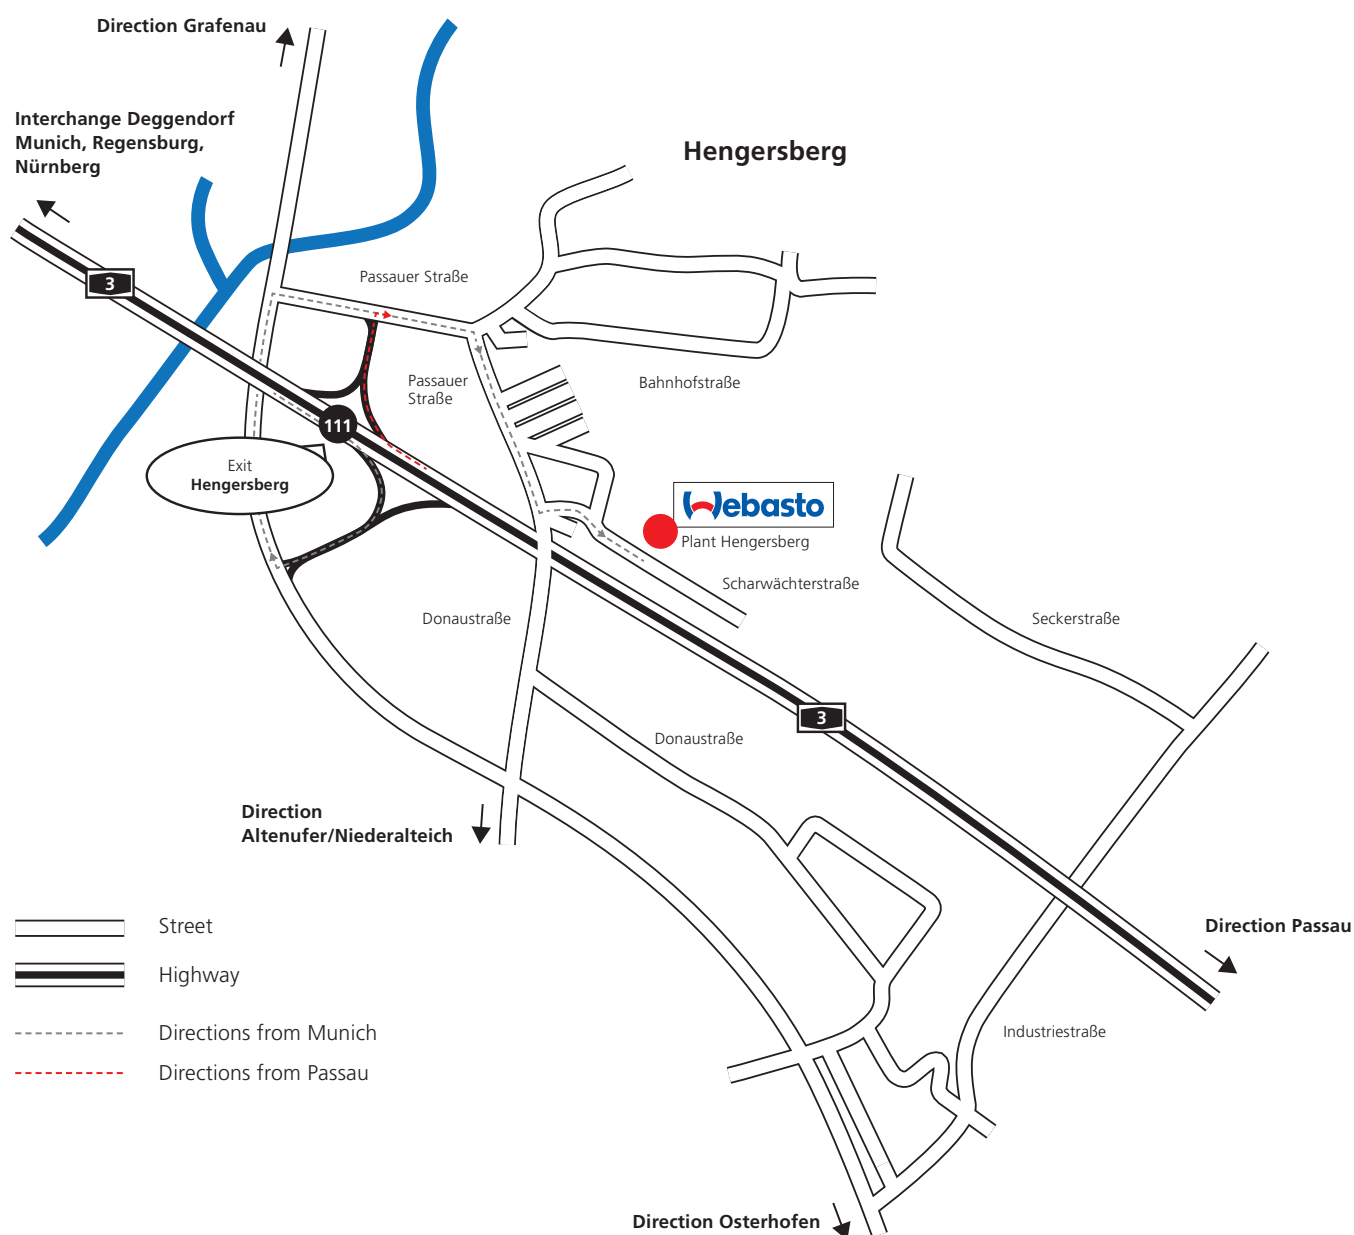 Direction Grafenau
Interchange Deggendorf
Munich, Regensburg,
Nürnberg
Hengersberg
3
Passauer Straße
Passauer
Straße
Bahnhofstraße
111
Exit
Hengersberg
Webasto
Plant Hengersberg
Scharwächterstraße
Donaustraße
Seckerstraße
3
Donaustraße
Direction
Altenufer/Niederalteich
Street
Highway
Directions from Munich
Directions from Passau
Direction Passau
Industriestraße
Direction Osterhofen